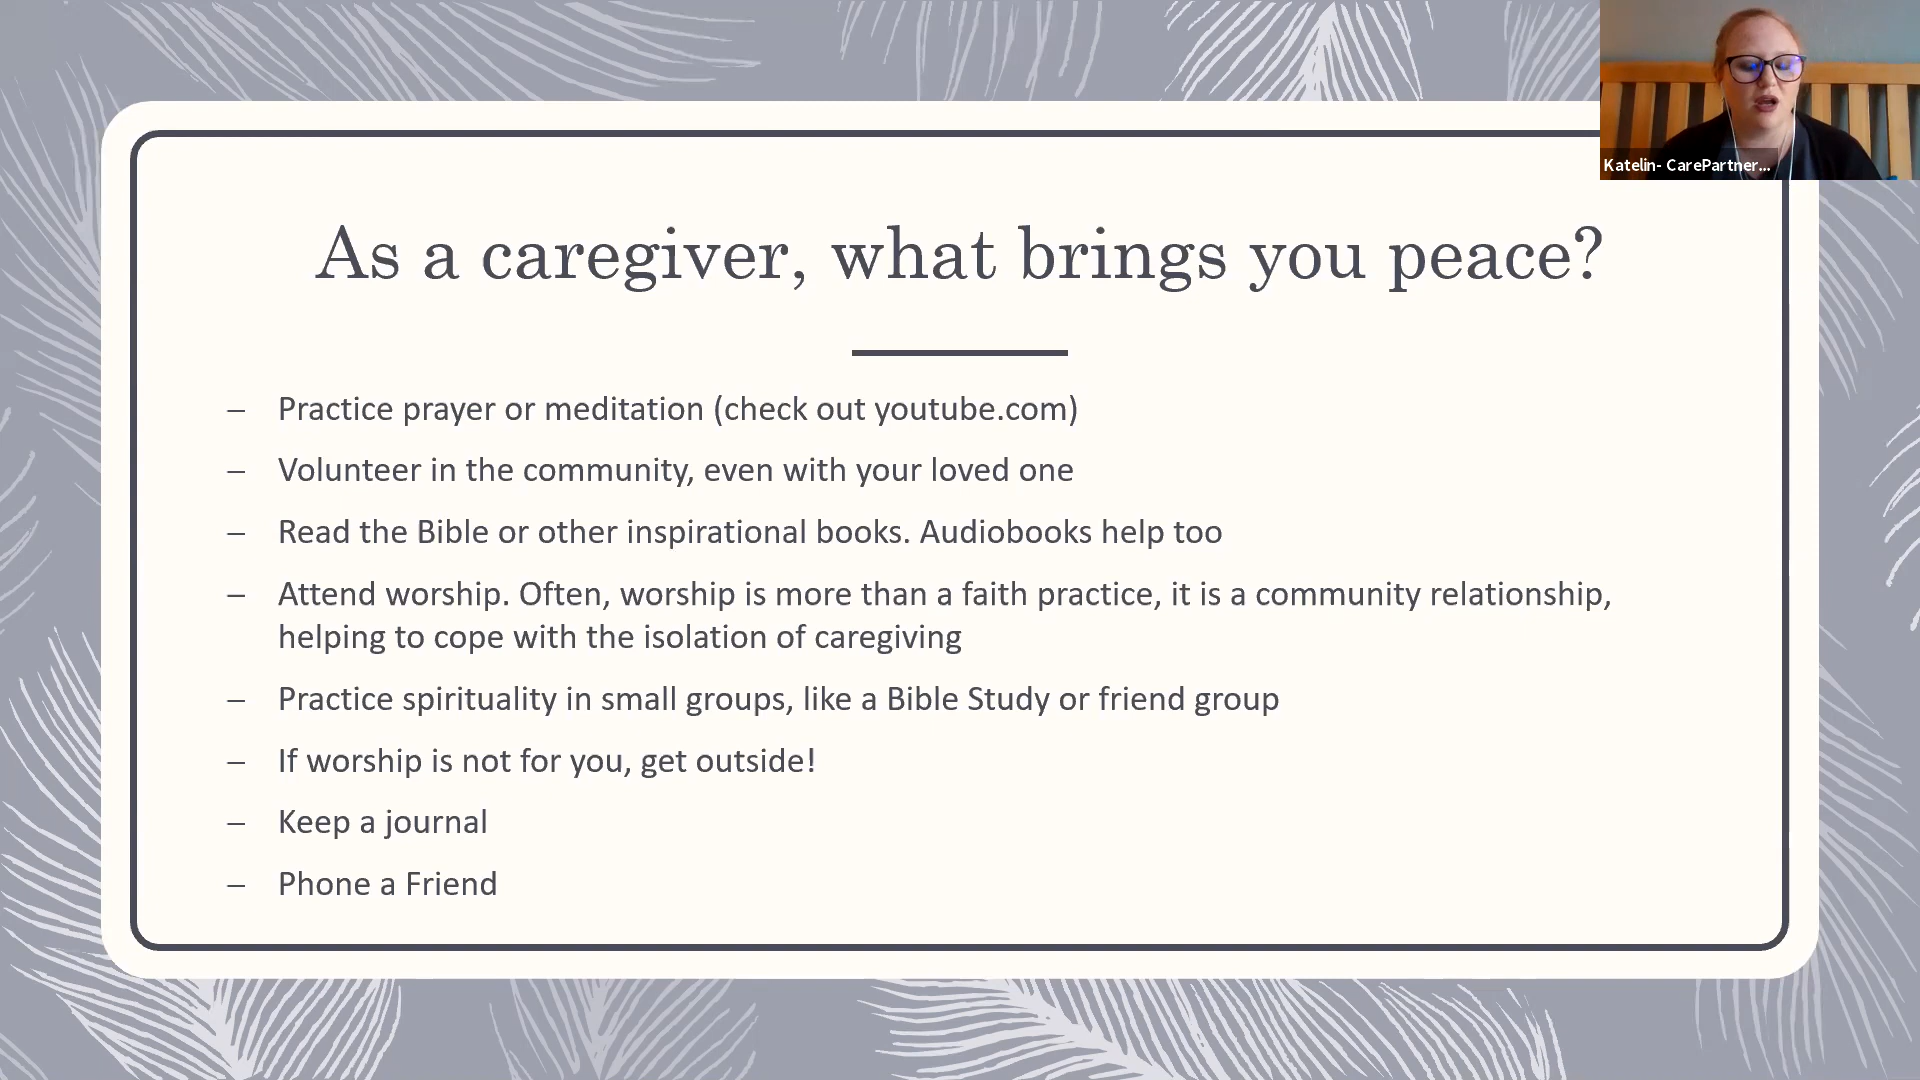 As a caregiver, what brings you peace?
– Practice prayer or meditation (check out youtube.com)
– Volunteer in the community, even with your loved one
– Read the Bible or other inspirational books. Audiobooks help too
– Attend worship. Often, worship is more than a faith practice, it is a community relationship,
helping to cope with the isolation of caregiving
– Practice spirituality in small groups, like a Bible Study or friend group
– If worship is not for you, get outside!
– Keep a journal
– Phone a Friend
Katelin- CarePartner...